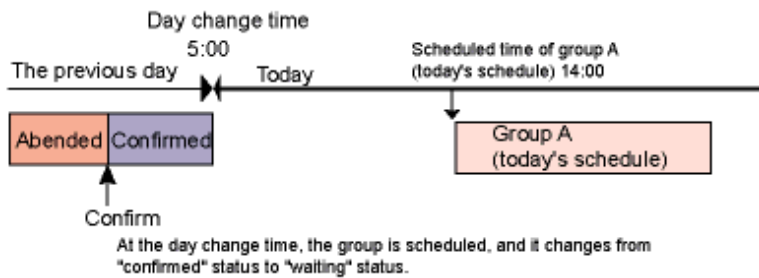 Day change time
5:00
Scheduled time of group A
(today's schedule) 14:00
The previous day
Today
Abended
Confirmed
Group A
(today's schedule)
Confirm
At the day change time, the group is scheduled, and it changes from
"confirmed" status to "waiting" status.